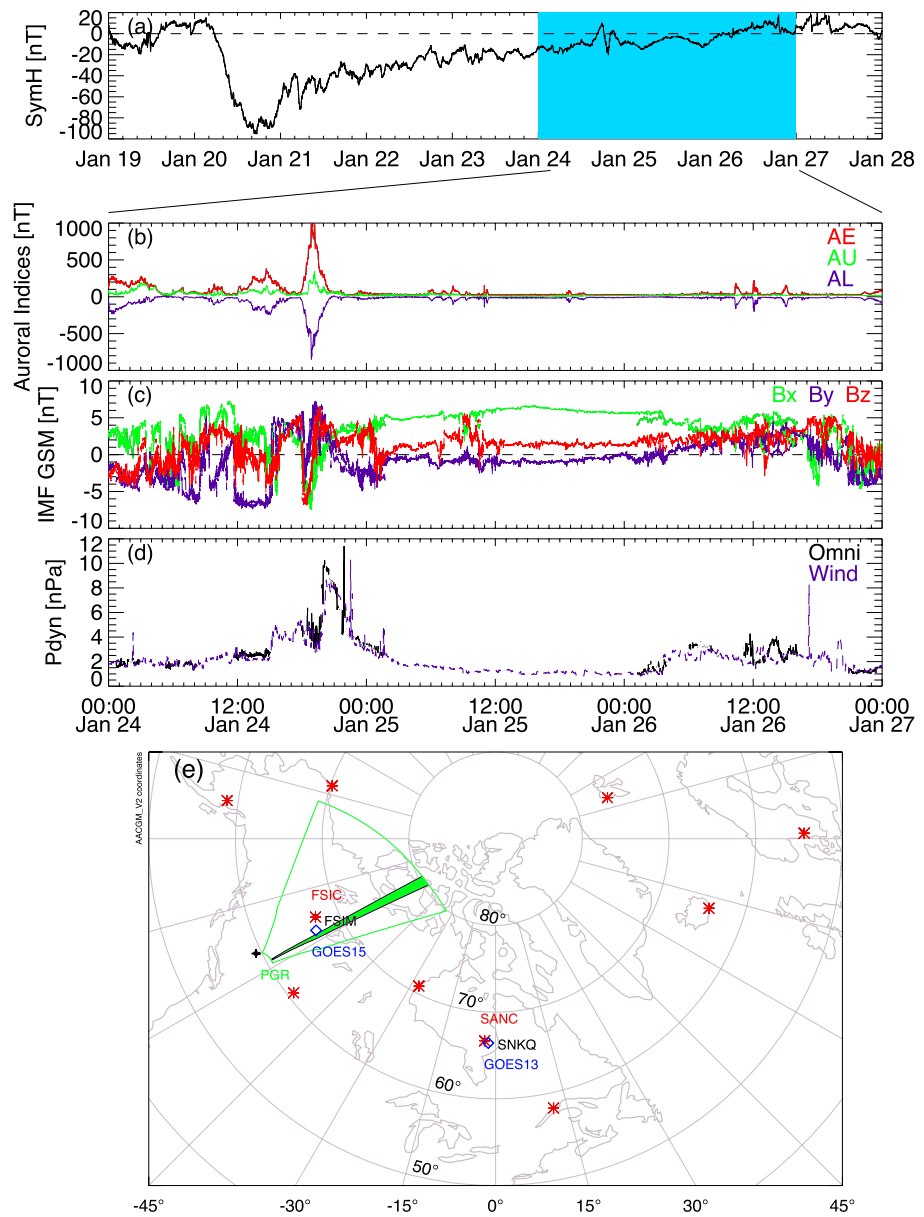 (a)
SymH [nT]
20
0
-20
-40
-60
-80
-100
Jan 19 Jan 20 Jan 21 Jan 22 Jan 23 Jan 24 Jan 25 Jan 26 Jan 27 Jan 28
(b)
Auroral Indices [nT]
1000
500
0
-500
-1000
AE
AU
AL
(c)
IMF GSM [nT]
10
5
0
-5
-10
Bx By Bz
(d)
Pdyn [nPa]
12
10
8
6
4
2
0
Omni
Wind
00:00 12:00 00:00 12:00 00:00 12:00 00:00
Jan 24 Jan 24 Jan 25 Jan 25 Jan 26 Jan 26 Jan 27
(e)
AACGM_V2 coordinates
FSIC
FSIM
GOES15
PGR
80°
70°
SANC
SNKQ
GOES13
60°
50°
-45° -30° -15° 0° 15° 30° 45°